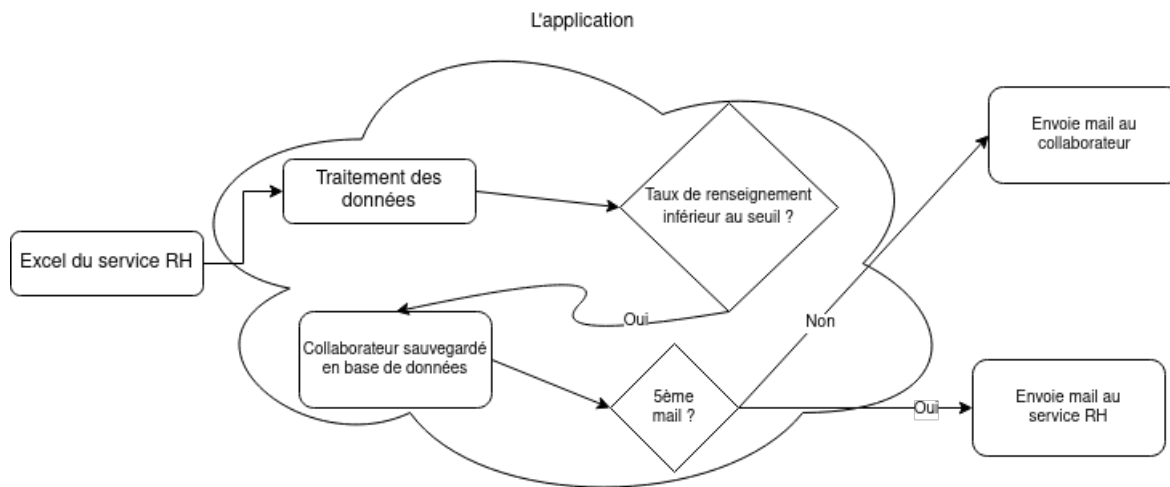 L'application
Envoie mail au
collaborateur
Traitement des
données
Taux de renseignement
inférieur au seuil ?
Excel du service RH
Oui
Non
Collaborateur sauvegardé
en base de données
5ème
mail ?
Oui
Envoie mail au
service RH